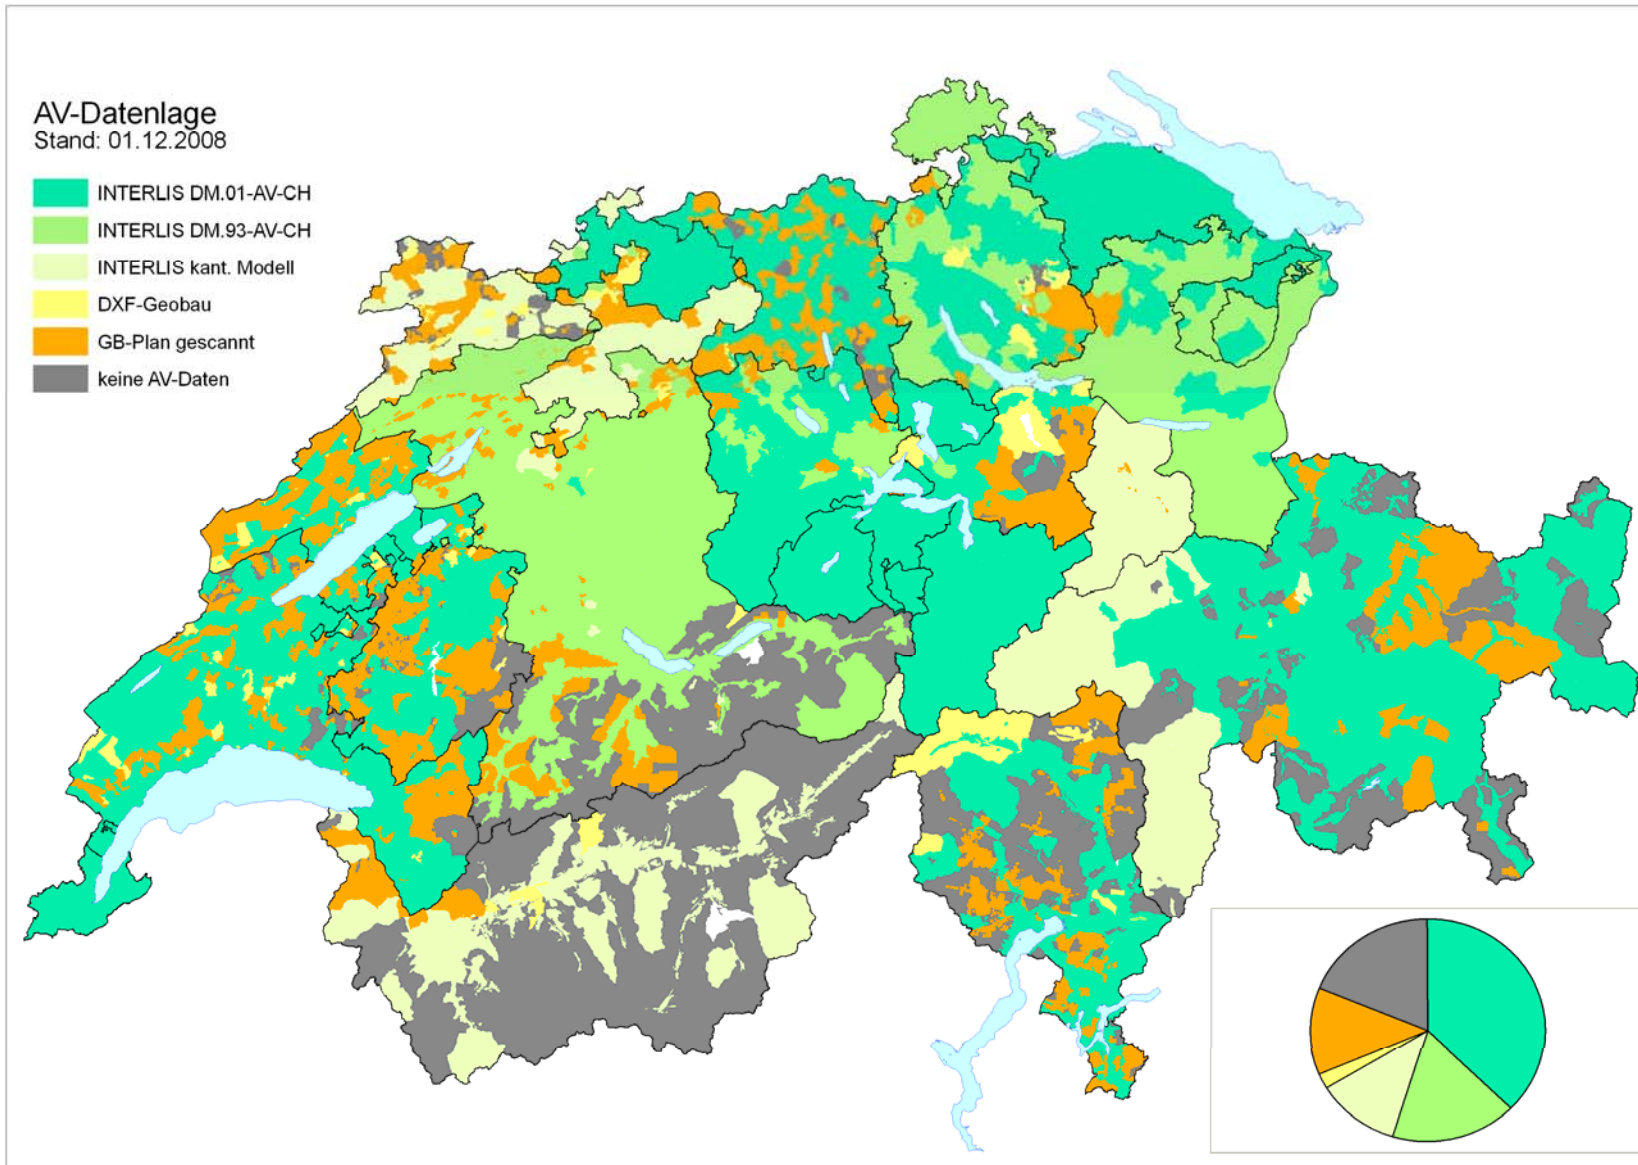 AV-Datenlage
Stand: 01.12.2008
INTERLIS DM.01-AV-CH
INTERLIS DM.93-AV-CH
INTERLIS kant. Modell
DXF-Geobau
GB-Plan gescannt
keine AV-Daten